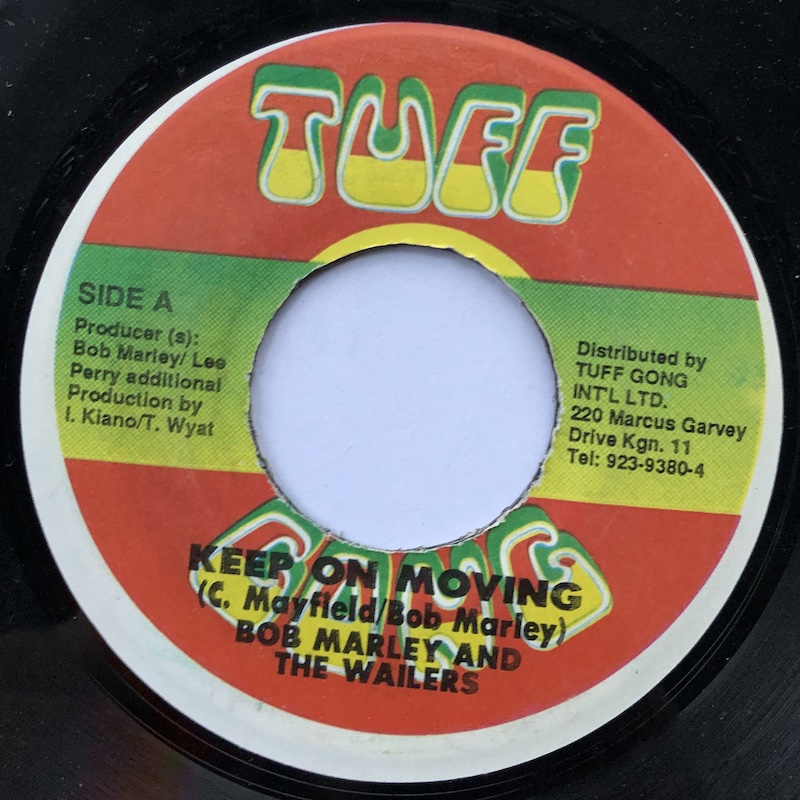 TUFF
SIDE A
Producer (s):
Bob Marley/ Lee
Perry additional
Production by
I. Kiano/T. Wyat
Distributed by
TUFF GONG
INT'L LTD.
220 Marcus Garvey
Drive Kgn. 11
Tel: 923-9380-4
GONG
KEEP ON MOVING
(C. Mayfield/Bob Marley)
BOB MARLEY AND
THE WAILERS